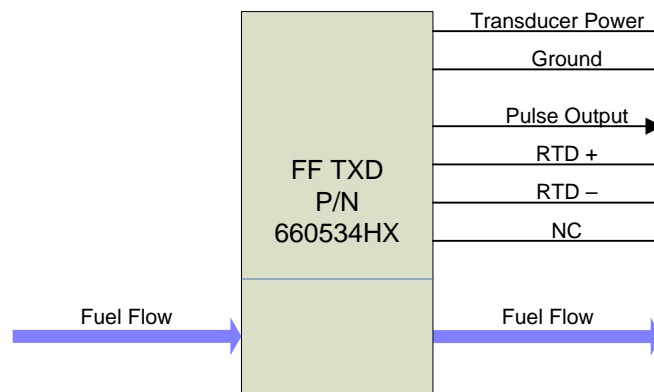 Transducer Power
Ground
Pulse Output
RTD +
RTD –
NC
FF TXD
P/N
660534HX
Fuel Flow
Fuel Flow